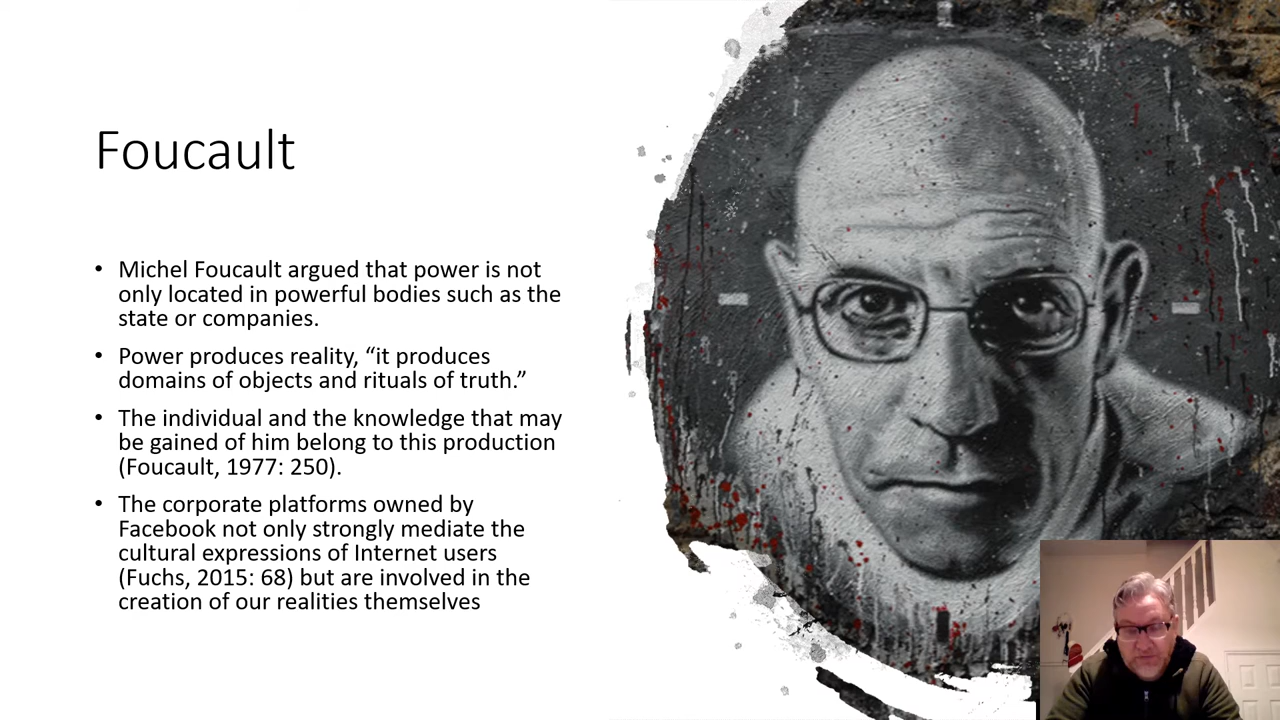 Foucault
• Michel Foucault argued that power is not
only located in powerful bodies such as the
state or companies.
• Power produces reality, “it produces
domains of objects and rituals of truth.”
• The individual and the knowledge that may
be gained of him belong to this production
(Foucault, 1977: 250).
• The corporate platforms owned by
Facebook not only strongly mediate the
cultural expressions of Internet users
(Fuchs, 2015: 68) but are involved in the
creation of our realities themselves